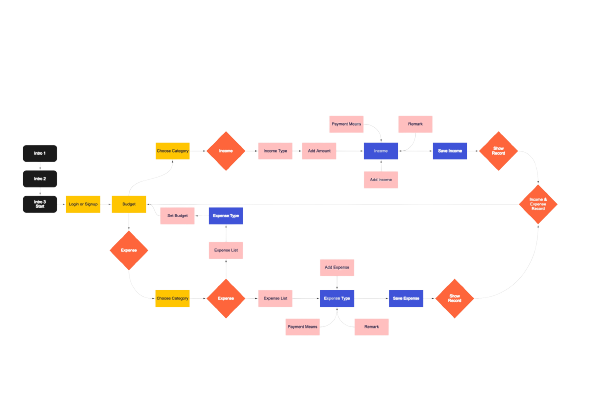 Payment Modes
Remark
Intro 1
Choose Category
Income
Income Type
Add Amount
Income
Save Income
Show
Record
Intro 2
Add Income
Intro 3
Start
Login or Signup
Budget
Set Budget
Expense Type
Income &
Expense
Record
Expense
Expense List
Add Expense
Choose Category
Expense
Expense List
Expense Type
Save Expense
Show
Record
Payment Modes
Remark